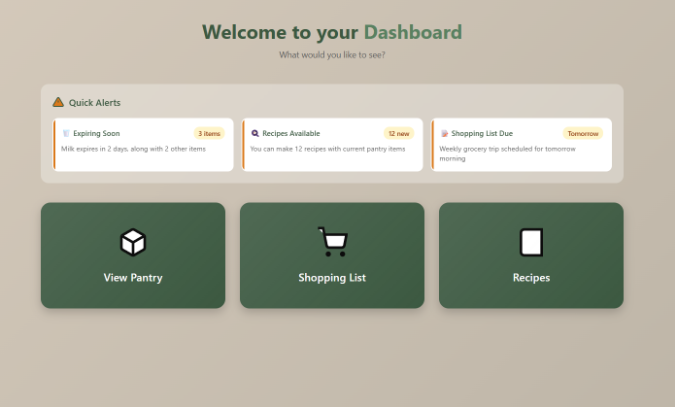 Welcome to your Dashboard
What would you like to see?
Quick Alerts
Expiring Soon
3 items
Milk expires in 2 days, along with 2 other items
Recipes Available
12 new
You can make 12 recipes with current pantry items
Shopping List Due
Tomorrow
Weekly grocery trip scheduled for tomorrow
morning
View Pantry
Shopping List
Recipes